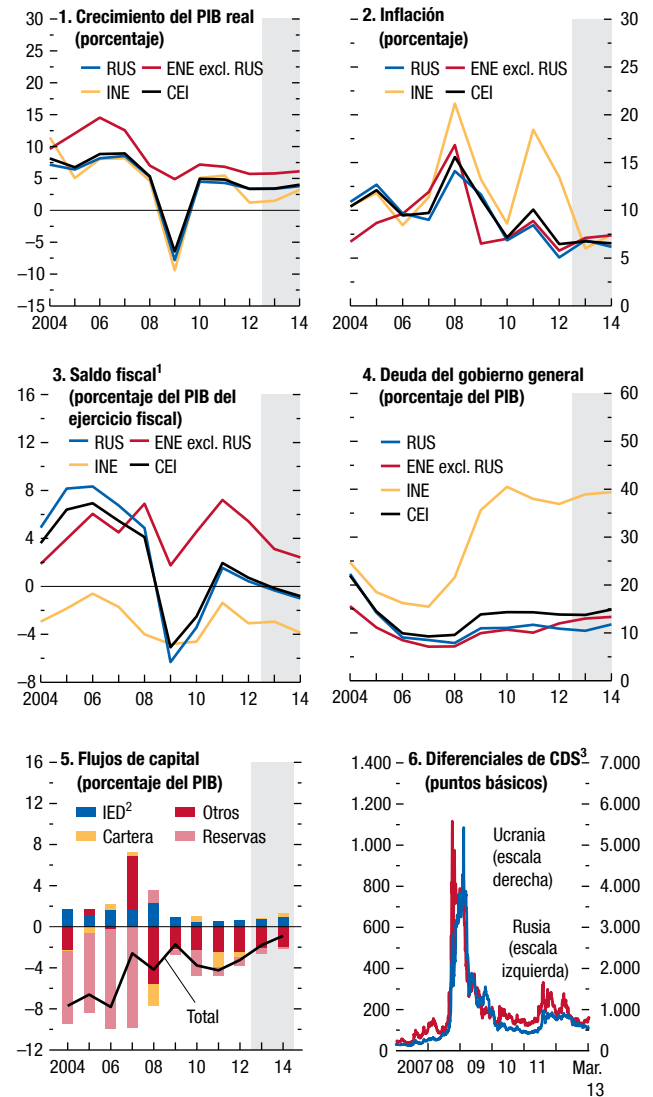 1. Crecimiento del PIB real
(porcentaje)
RUS ENE excl. RUS
INE CEI
30
25
20
15
10
5
0
–5
–10
–15
2004 06 08 10 12 14
2. Inflación
(porcentaje)
RUS ENE excl. RUS
INE CEI
30
25
20
15
10
5
0
2004 06 08 10 12 14
3. Saldo fiscal1
(porcentaje del PIB del
ejercicio fiscal)
RUS ENE excl. RUS
INE CEI
16
12
8
4
0
–4
–8
2004 06 08 10 12 14
4. Deuda del gobierno general
(porcentaje del PIB)
RUS
ENE excl. RUS
INE
CEI
60
50
40
30
20
10
0
2004 06 08 10 12 14
5. Flujos de capital
(porcentaje del PIB)
IED2 Otros
Cartera Reservas
16
12
8
4
0
–4
–8
–12
Total
2004 06 08 10 12 14
6. Diferenciales de CDS3
(puntos básicos)
1.400 7.000
1.200 6.000
1.000 5.000
800 4.000
600 3.000
400 2.000
200 1.000
0 0
Ucrania
(escala
derecha)
Rusia
(escala
izquierda)
2007 08 09 10 11 Mar.
13